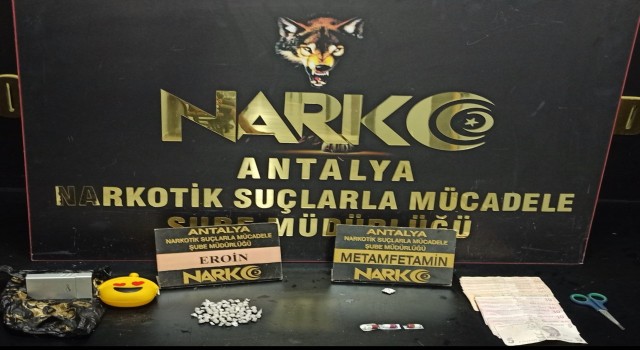 NARKO
ANTALYA
NARKOTİK SUÇLARLA MÜCADELE
ŞUBE MÜDÜRLÜĞÜ
ANTALYA
NARKOTİK SUÇLARLA MÜCADELE
ŞUBE MÜDÜRLÜĞÜ
EROİN
NARKO
ANTALYA
NARKOTİK SUÇLARLA MÜCADELE
ŞUBE MÜDÜRLÜĞÜ
METAMFETAMİN
NARKO